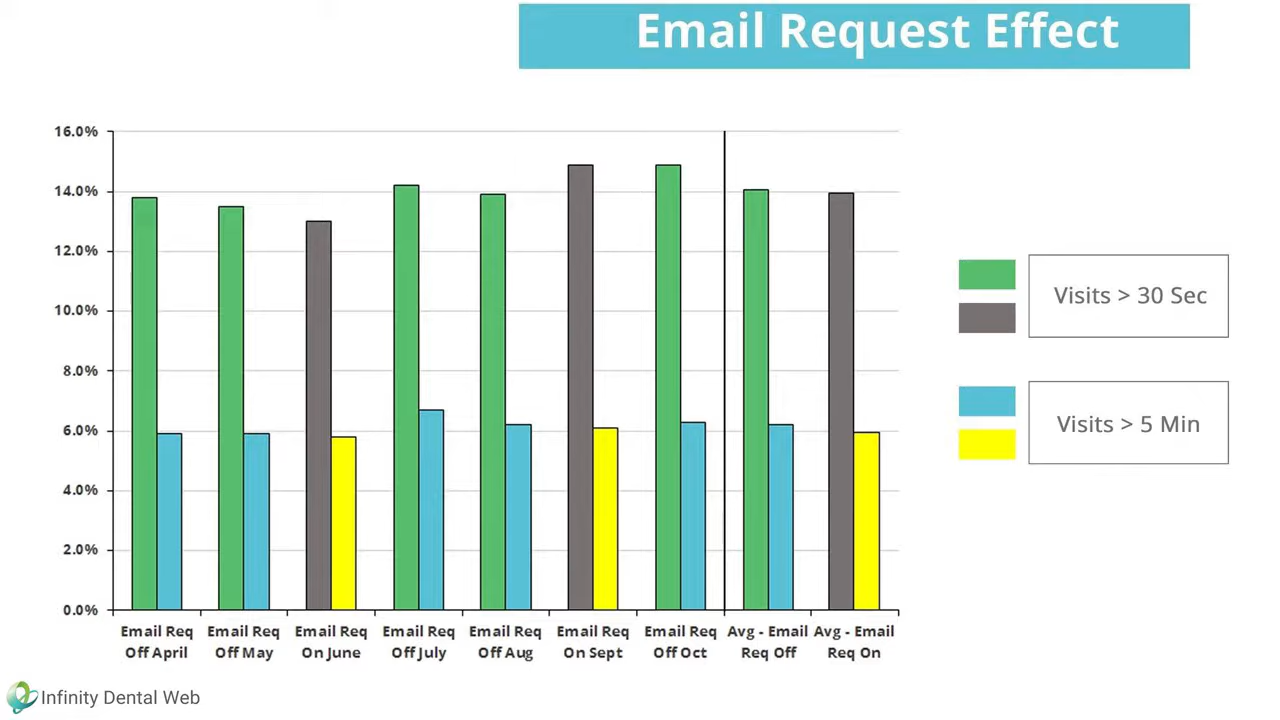 Email Request Effect
16.0%
14.0%
12.0%
10.0%
8.0%
6.0%
4.0%
2.0%
0.0%
Email Req Off April
Email Req Off May
Email Req On June
Email Req Off July
Email Req Off Aug
Email Req On Sept
Email Req Off Oct
Avg - Email Req Off
Avg - Email Req On
Visits > 30 Sec
Visits > 5 Min
Infinity Dental Web